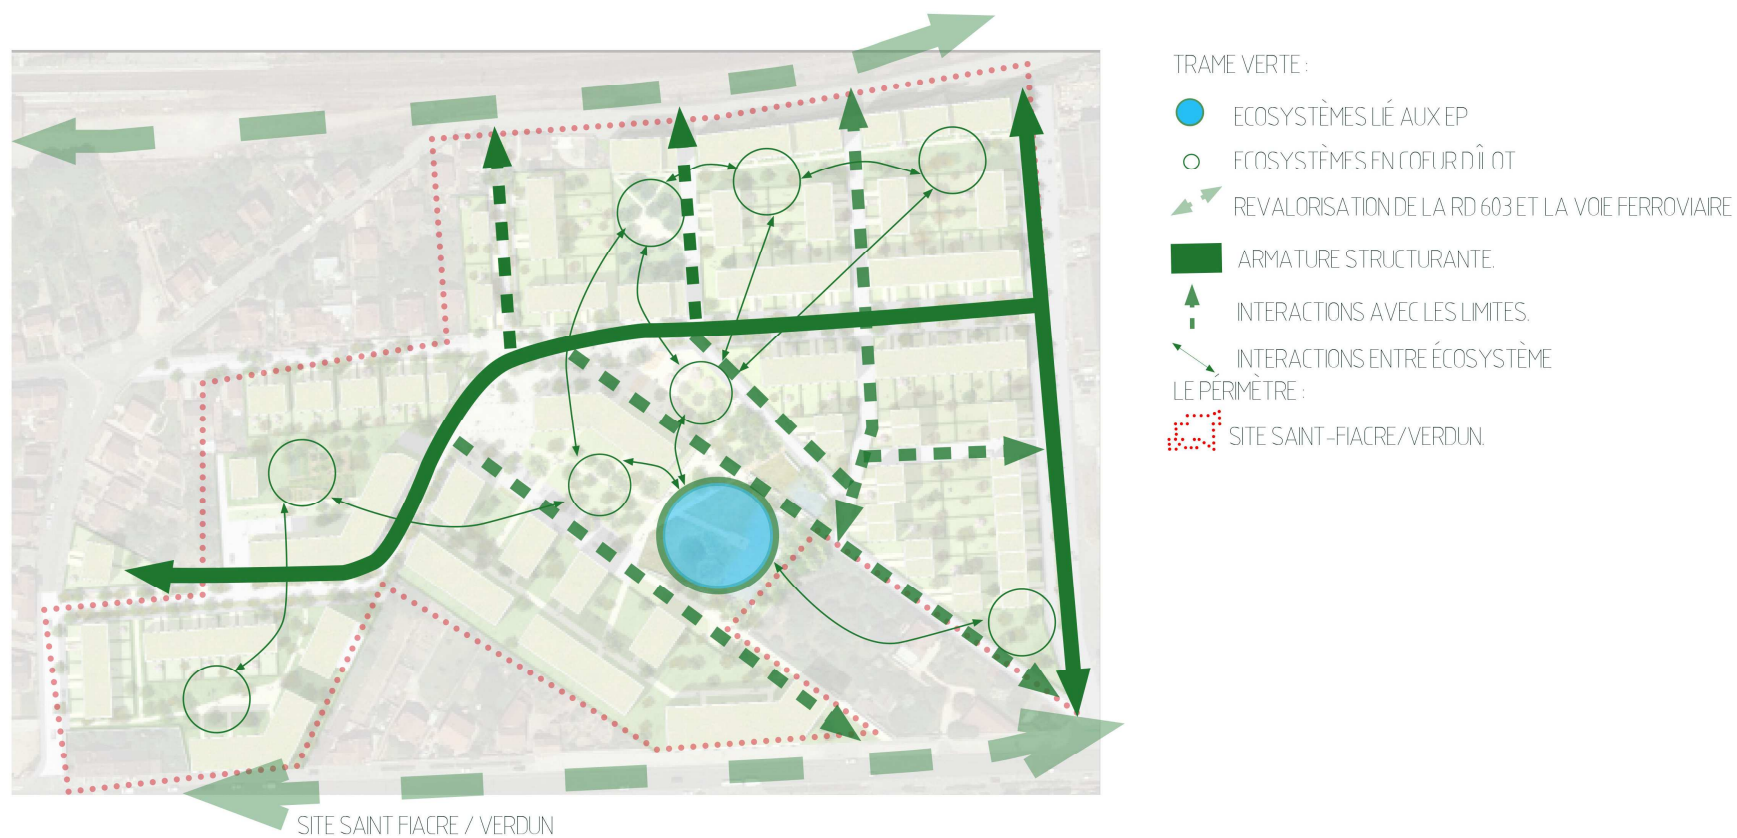 TRAME VERTE :
ECOSYSTÈMES LIÉ AUX EP
ECOSYSTÈMES EN COEUR D'ÎLOT
REVALORISATION DE LA RD 603 ET LA VOIE FERROVIAIRE
ARMATURE STRUCTURANTE.
INTERACTIONS AVEC LES LIMITES.
INTERACTIONS ENTRE ÉCOSYSTÈME
LE PÉRIMÈTRE :
SITE SAINT-FIACRE/VERDUN.
SITE SAINT FIACRE / VERDUN